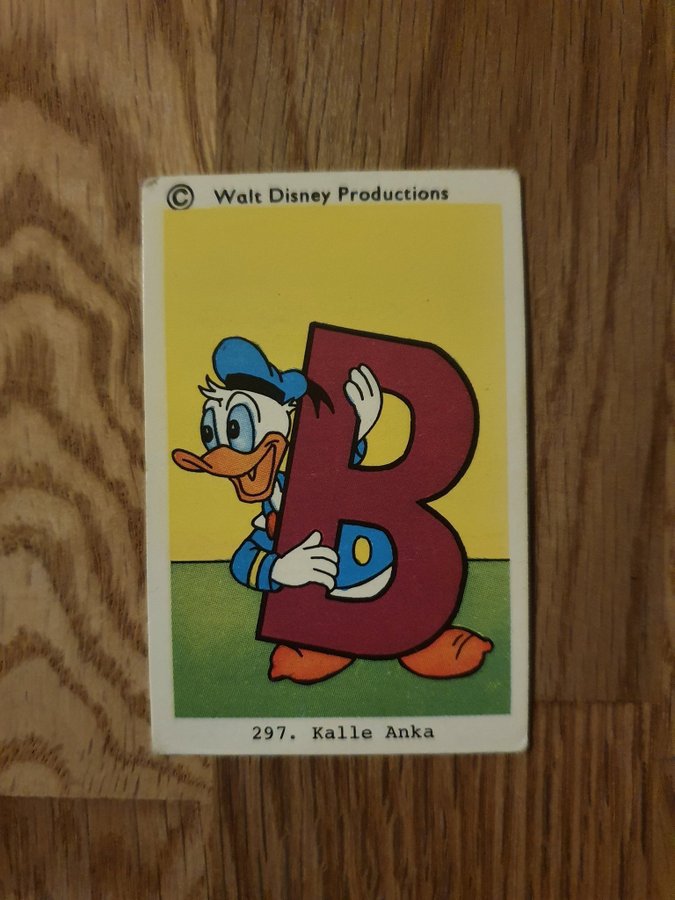 © Walt Disney Productions
B
297. Kalle Anka